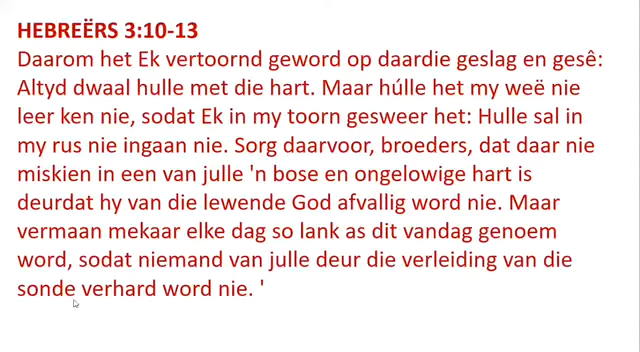 HEBREËRS 3:10-13
Daarom het Ek vertoornd geword op daardie geslag en gesê:
Altyd dwaal hulle met die hart. Maar húlle het my weë nie
leer ken nie, sodat Ek in my toorn gesweer het: Hulle sal in
my rus nie ingaan nie. Sorg daarvoor, broeders, dat daar nie
miskien in een van julle 'n bose en ongelowige hart is
deurdat hy van die lewende God afvallig word nie. Maar
vermaan mekaar elke dag so lank as dit vandag genoem
word, sodat niemand van julle deur die verleiding van die
sonde verhard word nie. '